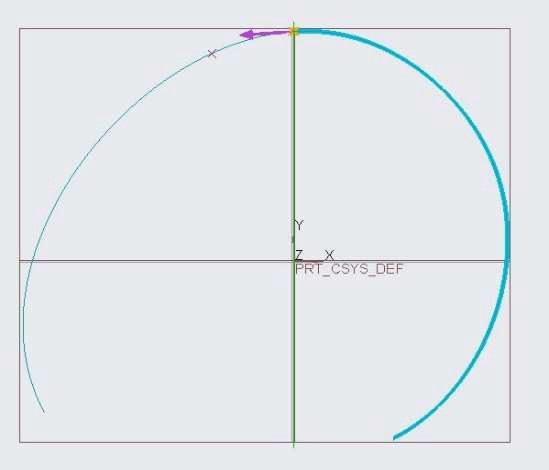 Y
Z X
PRT_CSYS_DEF